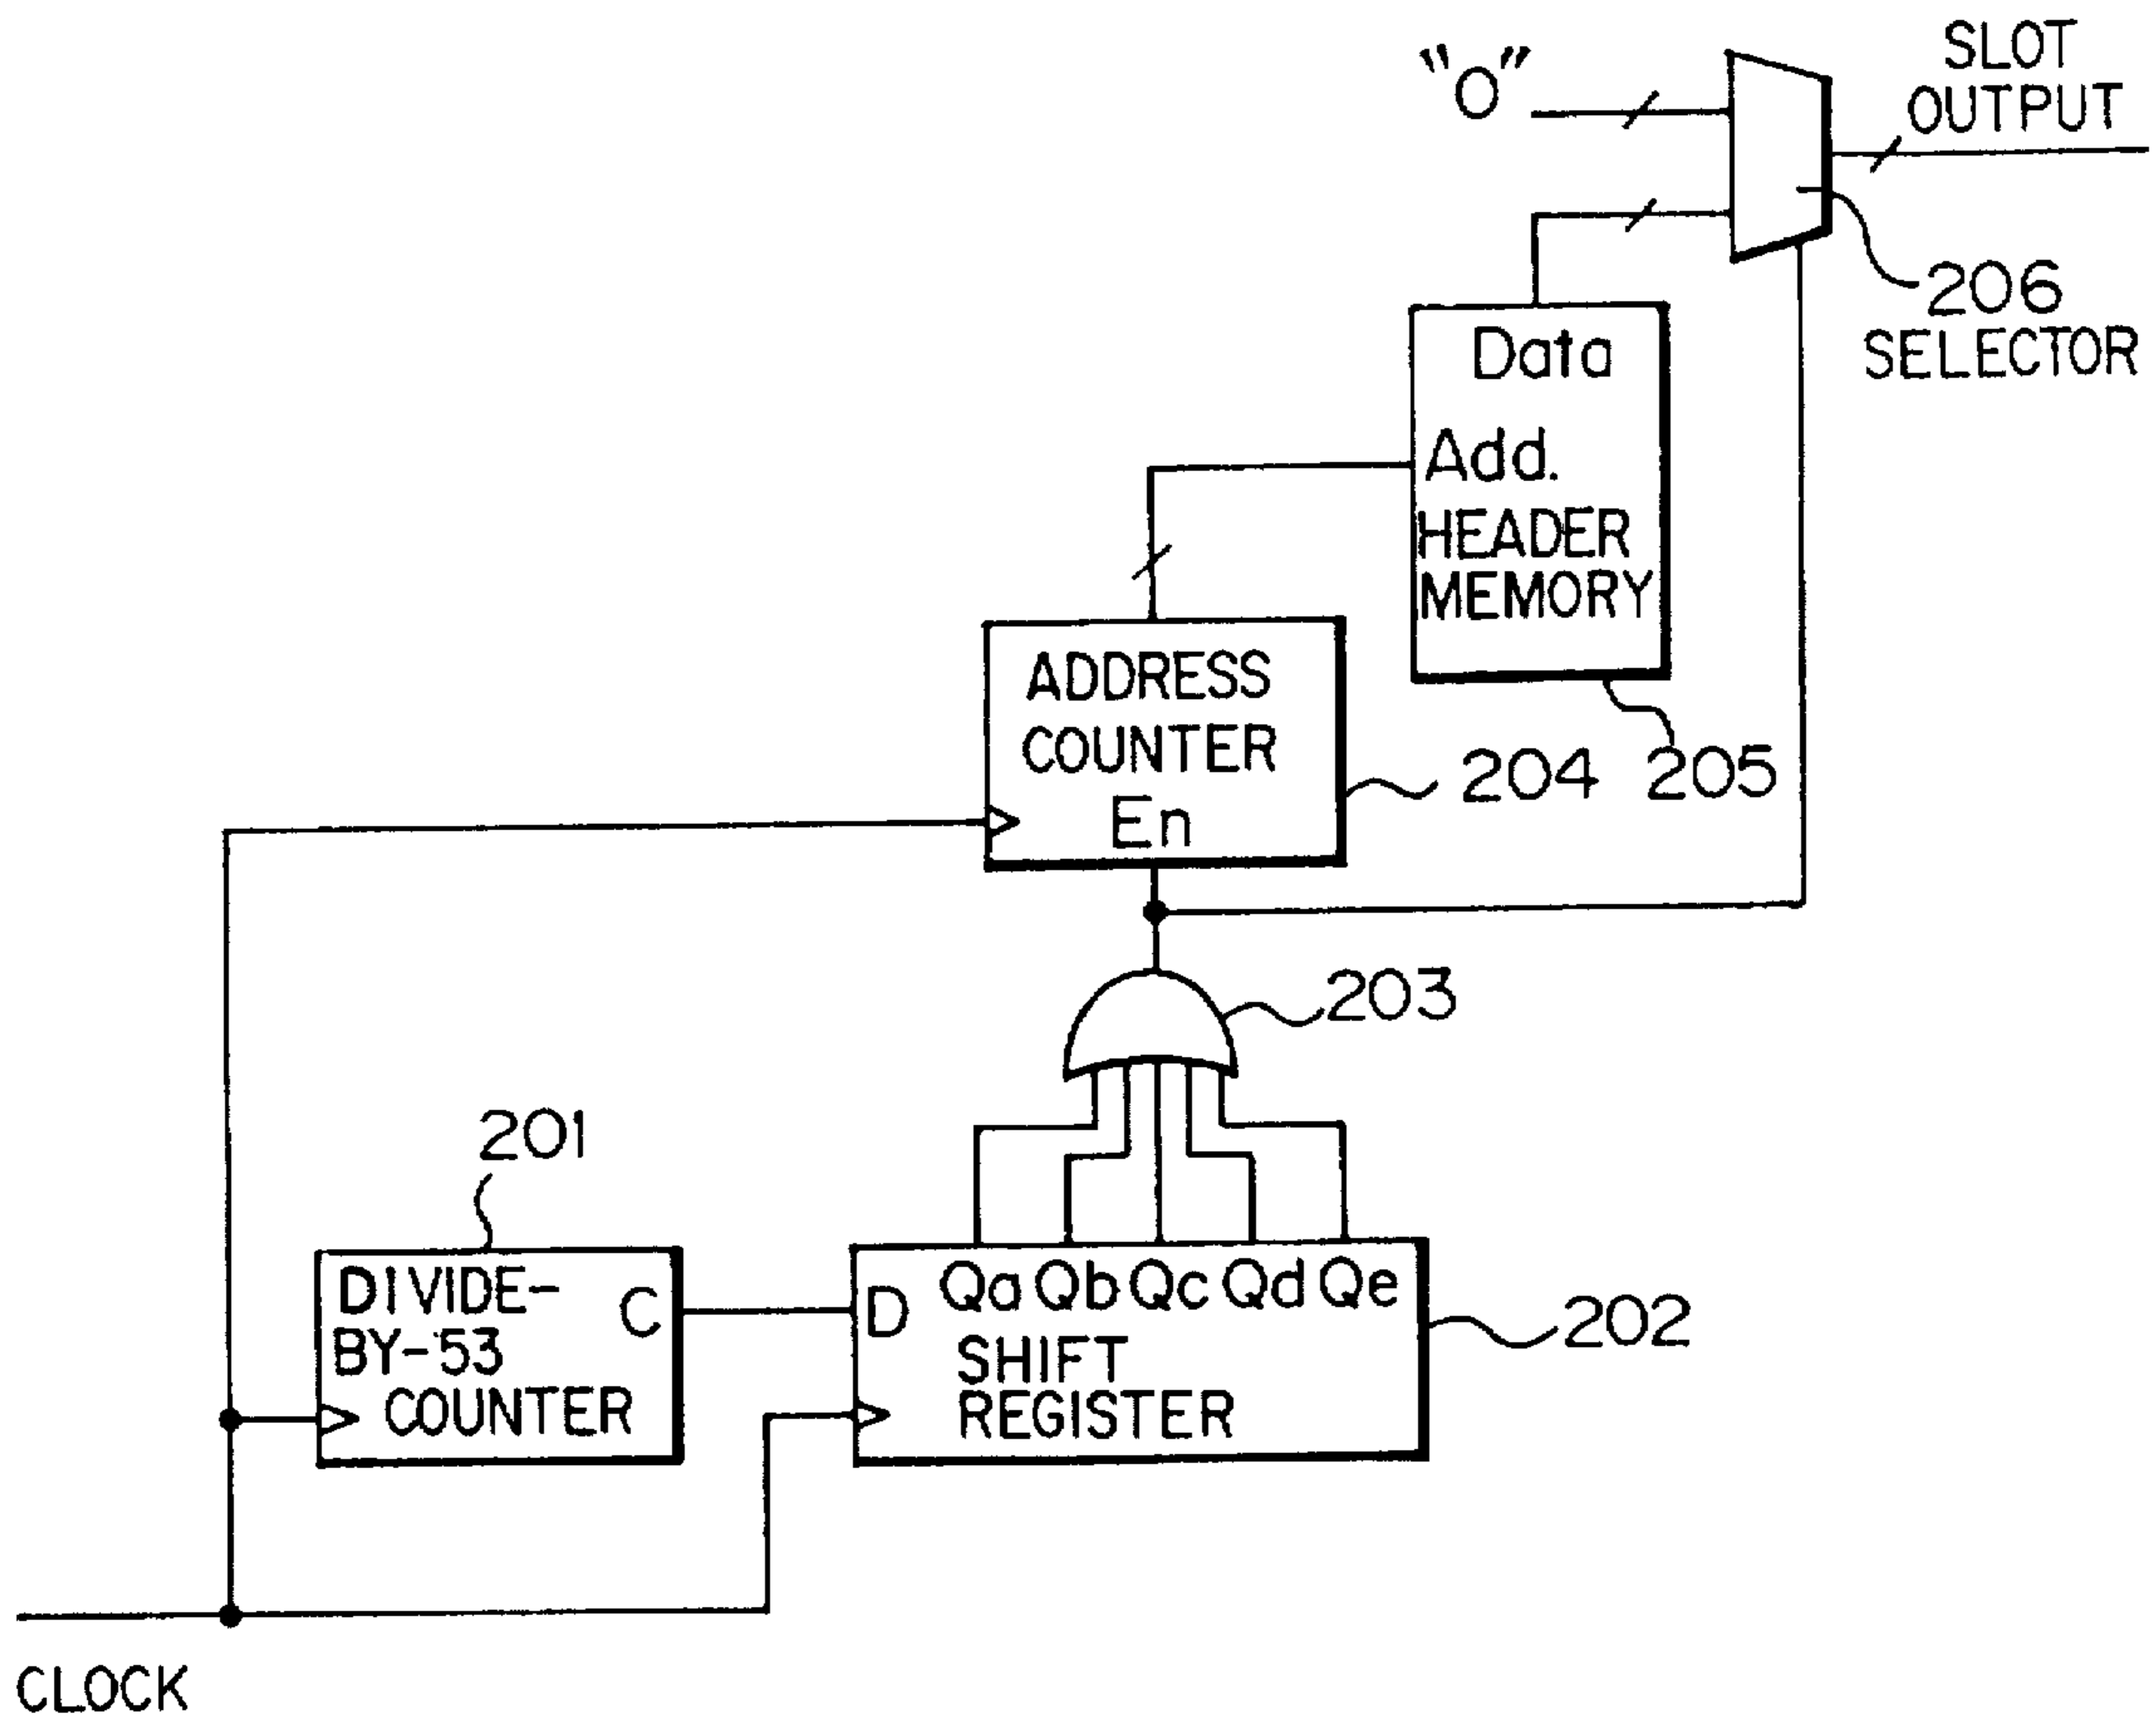 "0"
SLOT
OUTPUT
206
SELECTOR
Data
Add.
HEADER
MEMORY
ADDRESS
COUNTER
En
204
205
203
201
DIVIDE-
BY-53
COUNTER
C
D
Qa Qb Qc Qd Qe
SHIFT
REGISTER
202
CLOCK